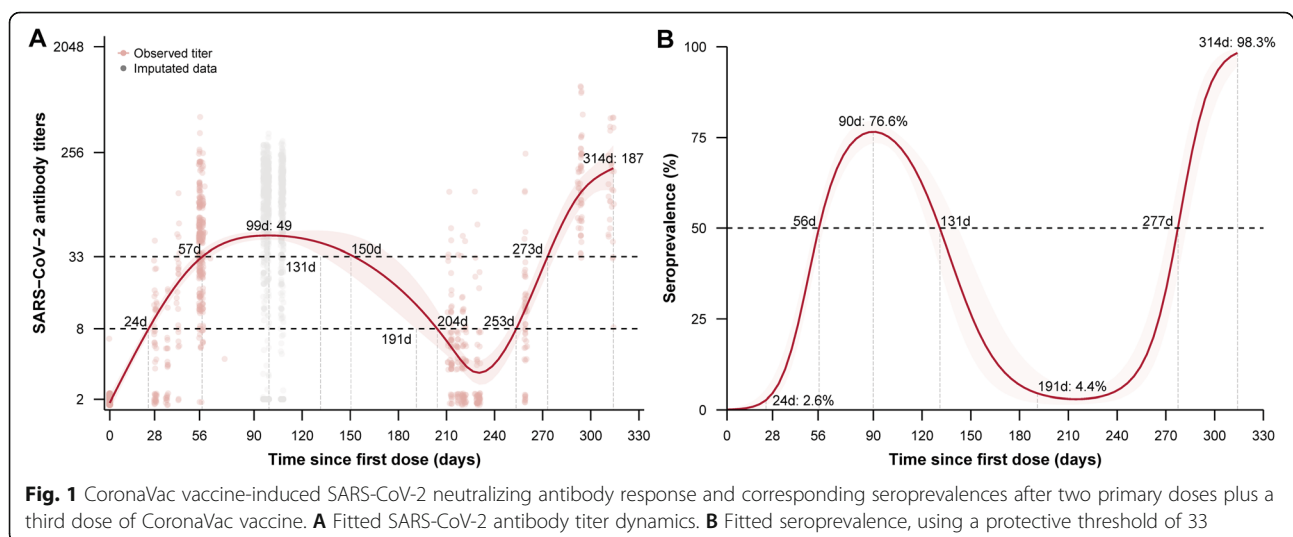 A
SARS-CoV-2 antibody titers
2048
256
33
8
2
Observed titer
Imputated data
24d
57d
99d: 49
131d
150d
191d
204d
253d
273d
314d: 187
0 28 56 90 120 150 180 210 240 270 300 330
Time since first dose (days)
B
Seroprevalence (%)
100
75
50
25
0
24d: 2.6%
56d
90d: 76.6%
131d
191d: 4.4%
277d
314d: 98.3%
0 28 56 90 120 150 180 210 240 270 300 330
Time since first dose (days)
Fig. 1 CoronaVac vaccine-induced SARS-CoV-2 neutralizing antibody response and corresponding seroprevalences after two primary doses plus a
third dose of CoronaVac vaccine. A Fitted SARS-CoV-2 antibody titer dynamics. B Fitted seroprevalence, using a protective threshold of 33